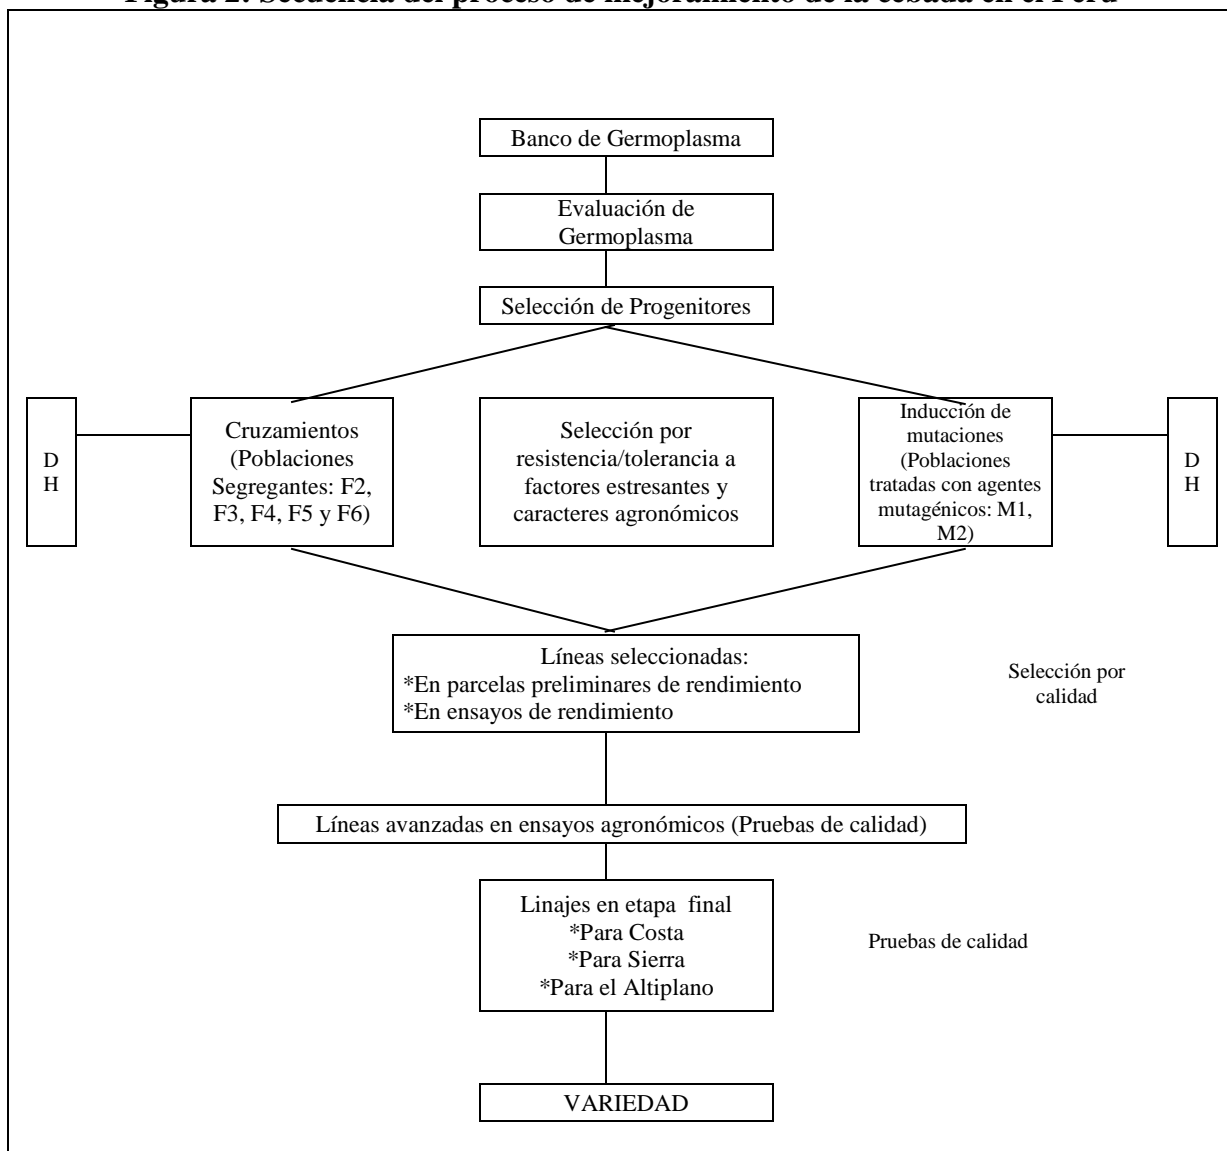 Figura 2: Secuencia del proceso de mejoramiento de la cebada en el Perú
Banco de Germoplasma
Evaluación de
Germoplasma
Selección de Progenitores
D
H
Cruzamientos
(Poblaciones
Segregantes: F2,
F3, F4, F5 y F6)
Selección por
resistencia/tolerancia a
factores estresantes y
caracteres agronómicos
Inducción de
mutaciones
(Poblaciones
tratadas con agentes
mutagénicos: M1,
M2)
D
H
Líneas seleccionadas:
*En parcelas preliminares de rendimiento
*En ensayos de rendimiento
Selección por
calidad
Líneas avanzadas en ensayos agronómicos (Pruebas de calidad)
Linajes en etapa  final
*Para Costa
*Para Sierra
*Para el Altiplano
Pruebas de calidad
VARIEDAD